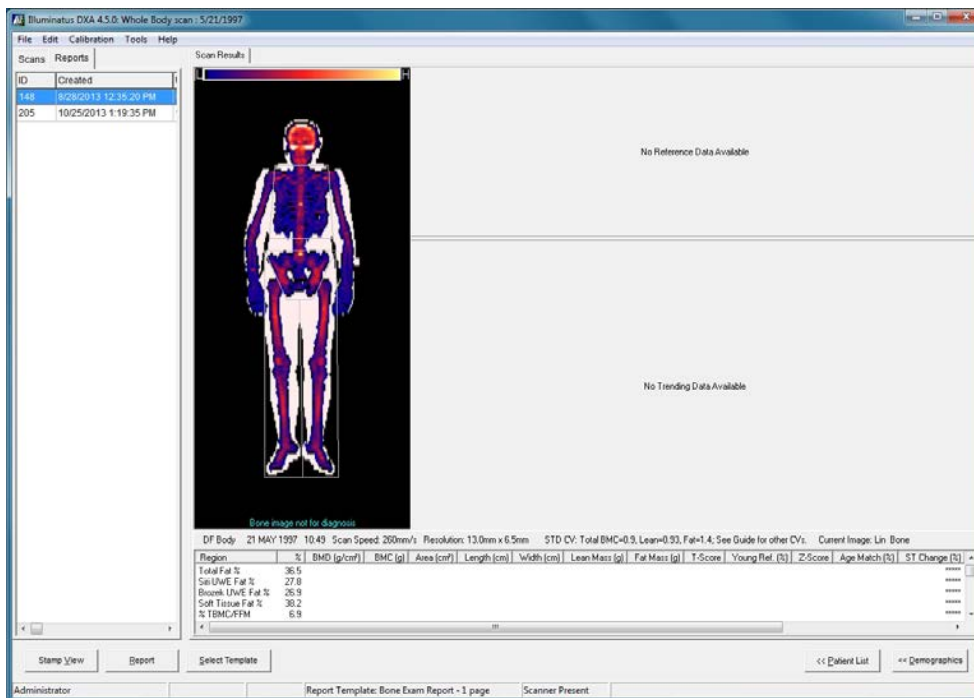 Illuminatus DXA 4.5.0: Whole Body scan : 5/21/1997
File Edit Calibration Tools Help
Scans Reports
Scan Results
ID Created
148 8/28/2013 12:35:20 PM
205 10/25/2013 1:19:35 PM
L H
No Reference Data Available
No Trending Data Available
Bone image not for diagnosis
DF Body 21 MAY 1997 10:49 Scan Speed: 260mm/s Resolution: 13.0mm x 6.5mm STD CV: Total BMC=0.9, Lean=0.93, Fat=1.4; See Guide for other CVs. Current Image: Lin Bone
Region % BMD (g/cm²) BMC (g) Area (cm²) Length (cm) Width (cm) Lean Mass (g) Fat Mass (g) T-Score Young Ref. (%) Z-Score Age Match (%) ST Change (%)
Total Fat % 36.5 *****
Siri UWE Fat % 27.8 *****
Brozek UWE Fat % 26.9 *****
Soft Tissue Fat % 38.2 *****
% TBMC/FFM 6.9 *****
Stamp View Report Select Template << Patient List << Demographics
Administrator Report Template: Bone Exam Report - 1 page Scanner Present